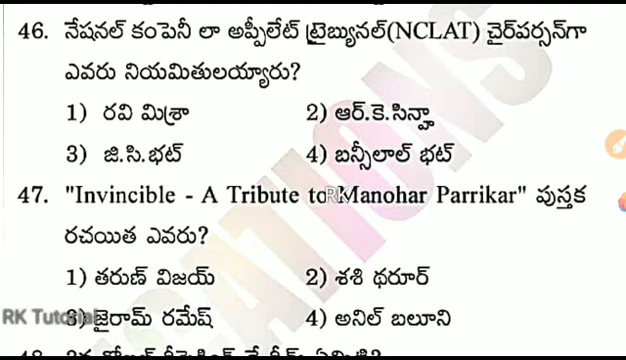 46. నేషనల్ కంపెనీ లా అప్పీలేట్ ట్రైబ్యునల్(NCLAT) చైర్‌పర్సన్‌గా
ఎవరు నియమితులయ్యారు?
1) రవి మిశ్రా 2) ఆర్.కె.సిన్హా
3) జి.సి.భట్ 4) బన్సీలాల్ భట్
47. "Invincible - A Tribute to Manohar Parrikar" పుస్తక
రచయిత ఎవరు?
1) తరుణ్ విజయ్ 2) శశి థరూర్
3) జైరామ్ రమేష్ 4) అనిల్ బలూని
RK Tutorial